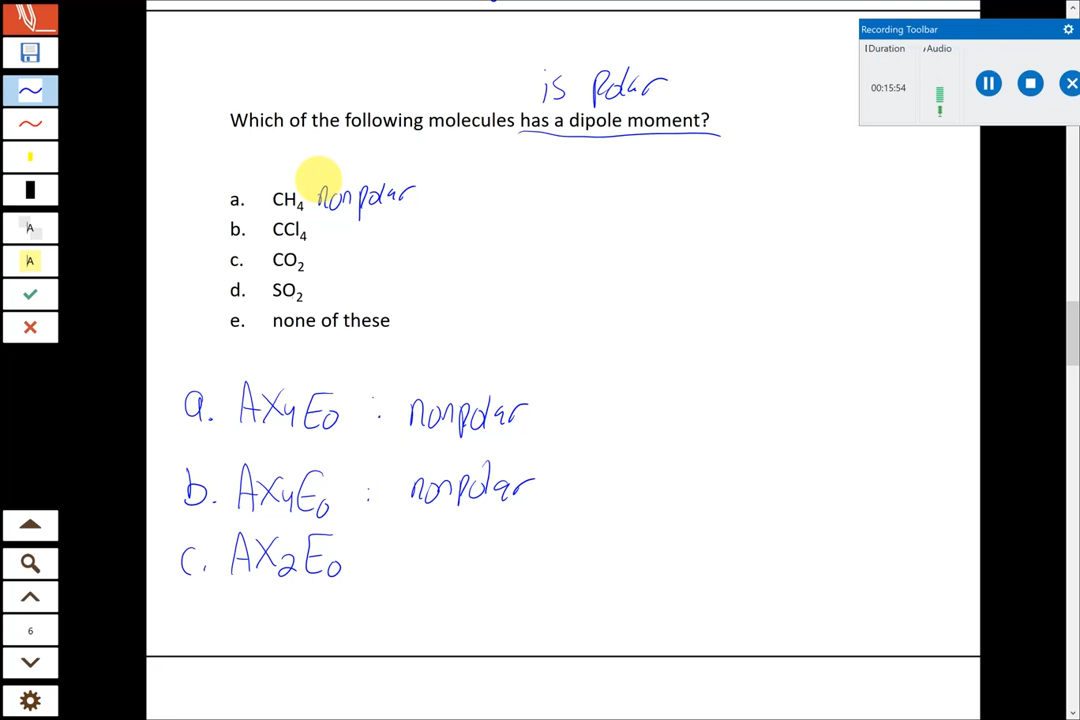 Recording Toolbar
Duration
Audio
00:15:54
is polar
Which of the following molecules has a dipole moment?
a. CH₄ nonpolar
b. CCl₄
c. CO₂
d. SO₂
e. none of these
a. AX₄E₀ : nonpolar
b. AX₄E₀ : nonpolar
c. AX₂E₀
A
A
6